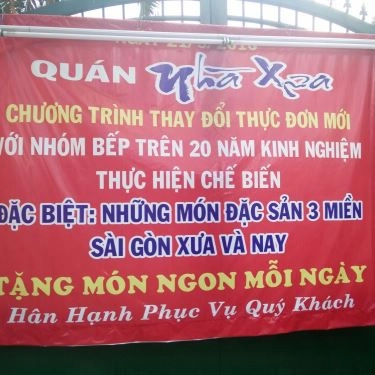 QUÁN Nhà Xưa
CHƯƠNG TRÌNH THAY ĐỔI THỰC ĐƠN MỚI
VỚI NHÓM BẾP TRÊN 20 NĂM KINH NGHIỆM
THỰC HIỆN CHẾ BIẾN
ĐẶC BIỆT: NHỮNG MÓN ĐẶC SẢN 3 MIỀN
SÀI GÒN XƯA VÀ NAY
TẶNG MÓN NGON MỖI NGÀY
Hân Hạnh Phục Vụ Quý Khách